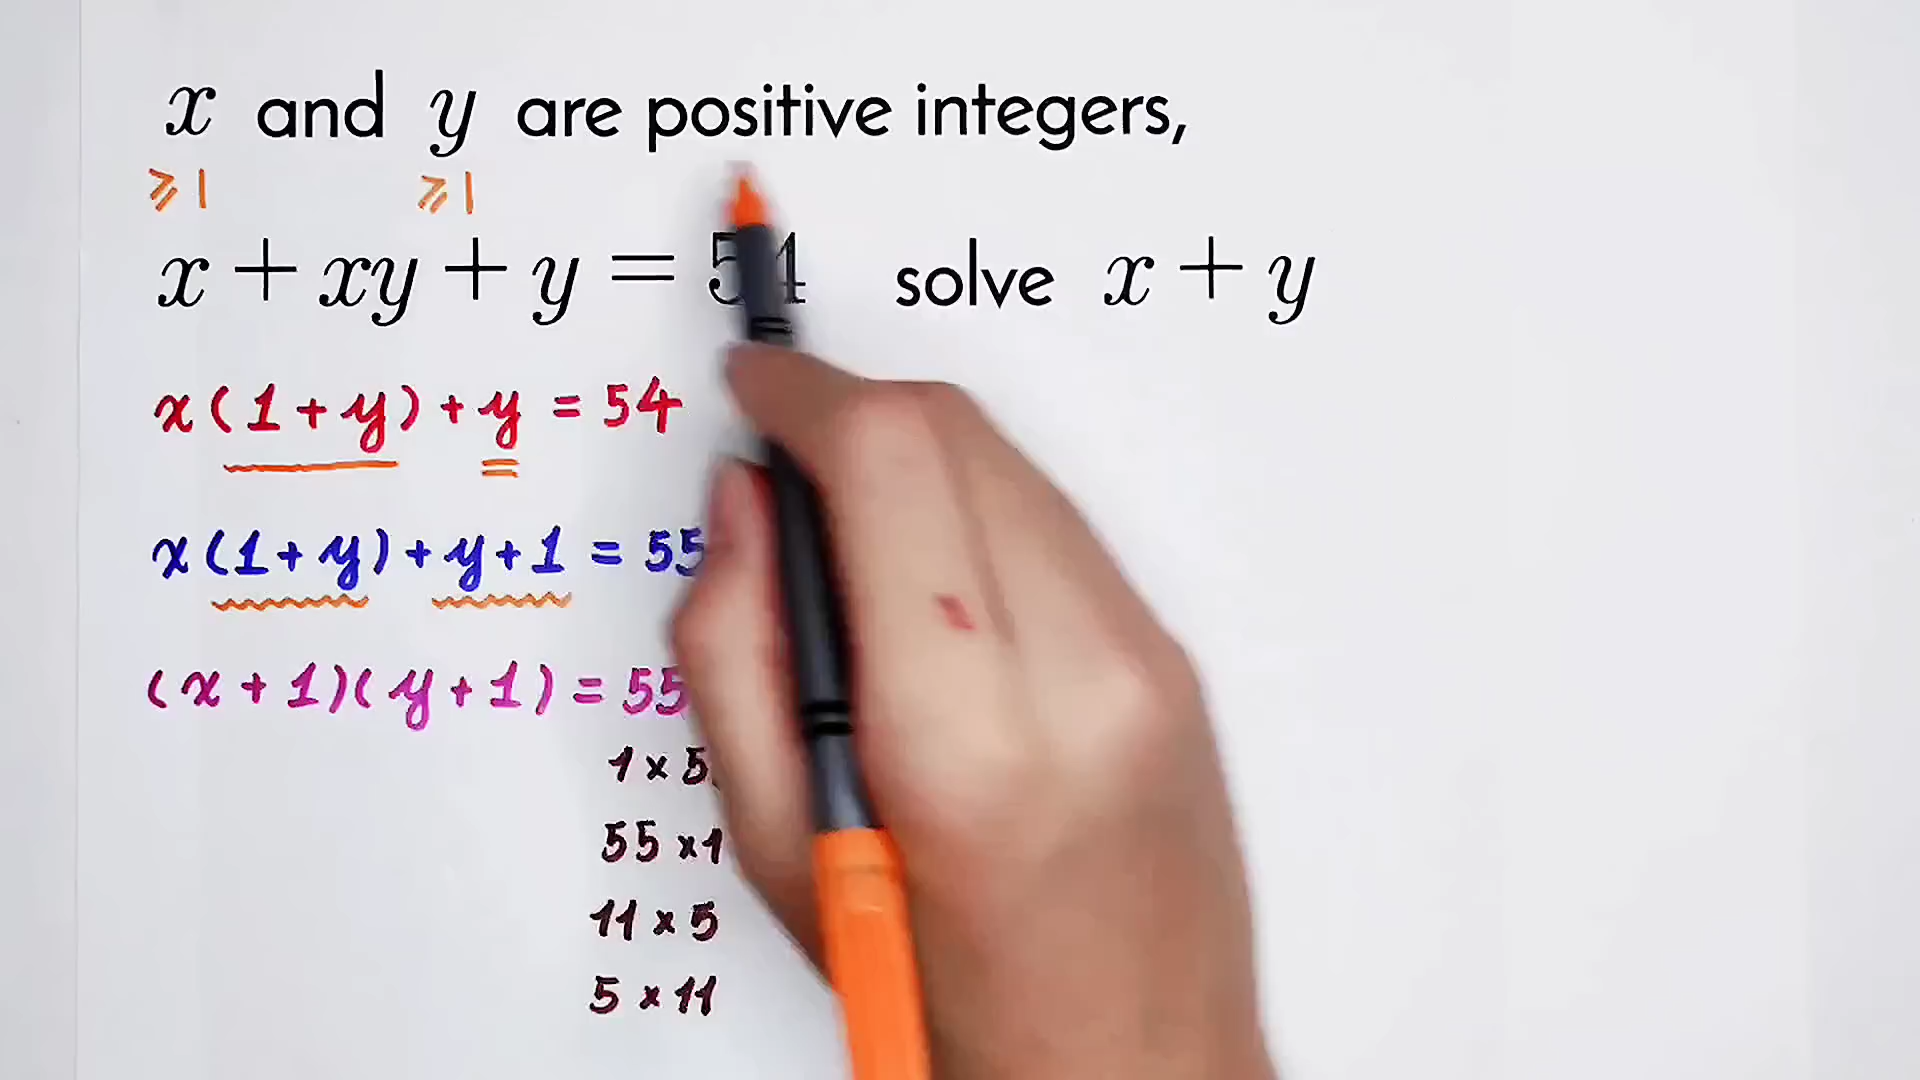 x and y are positive integers,
≥1 ≥1
x + xy + y = 54 solve x + y
x(1+y)+y = 54
x(1+y)+y+1 = 55
(x+1)(y+1) = 55
1 × 5
55 × 1
11 × 5
5 × 11